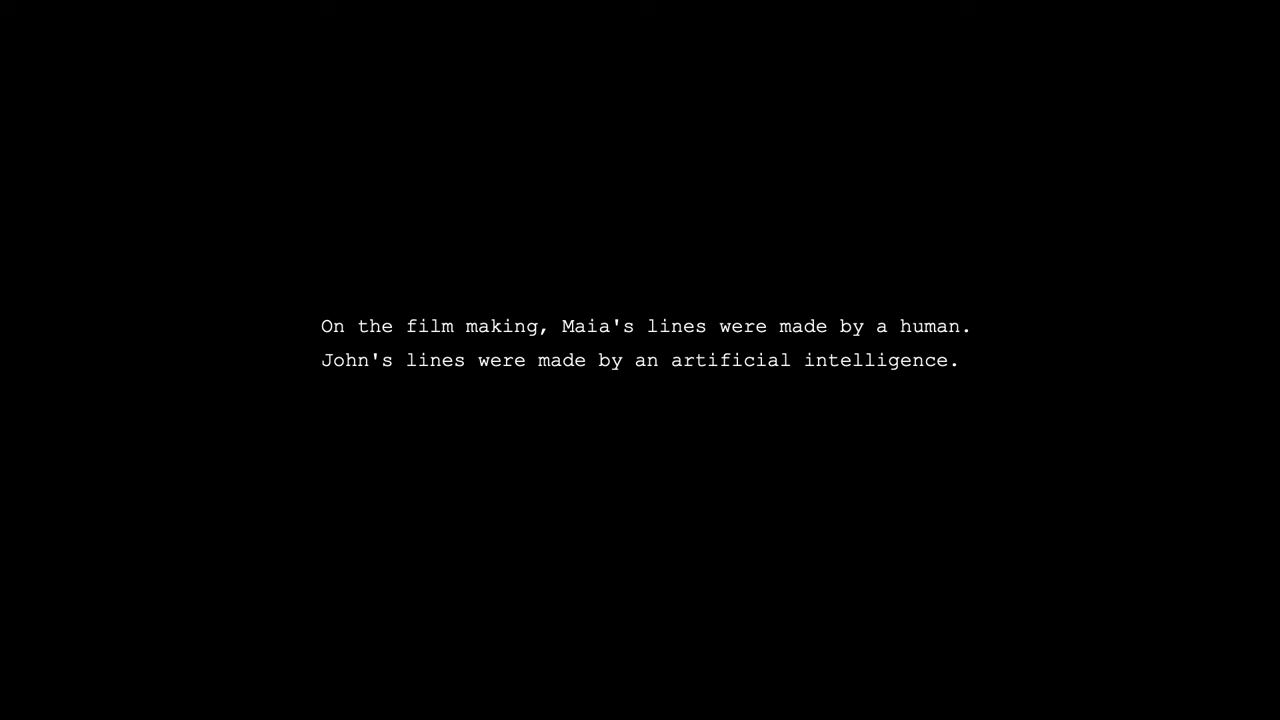 On the film making, Maia's lines were made by a human.
John's lines were made by an artificial intelligence.